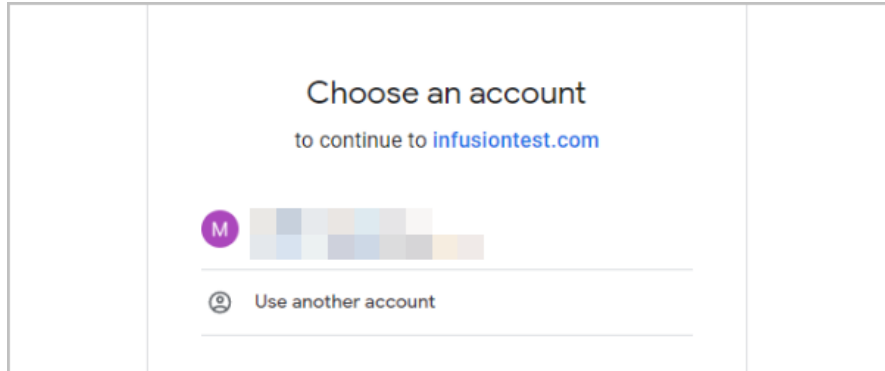 Choose an account
to continue to infusiontest.com
M
Use another account